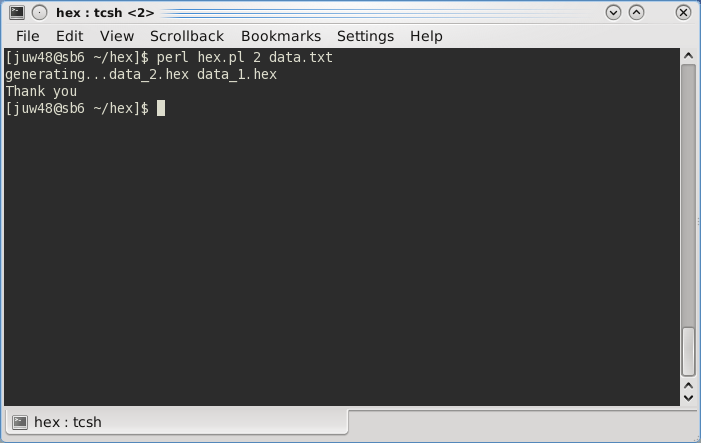 hex : tcsh <2>
File Edit View Scrollback Bookmarks Settings Help
[juw48@sb6 ~/hex]$ perl hex.pl 2 data.txt
generating...data_2.hex data_1.hex
Thank you
[juw48@sb6 ~/hex]$
hex : tcsh